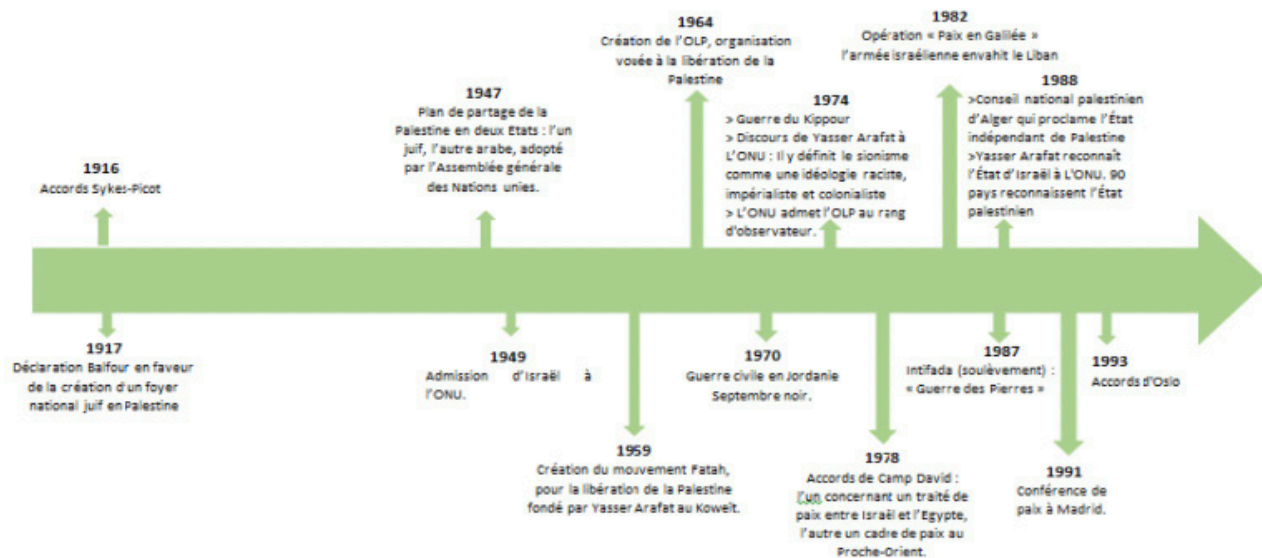 1916
Accords Sykes-Picot
1947
Plan de partage de la
Palestine en deux Etats : l'un
juif, l'autre arabe, adopté
par l'Assemblée générale
des Nations unies.
1964
Création de l'OLP, organisation
vouée à la libération de la
Palestine
1974
> Guerre du Kippour
> Discours de Yasser Arafat à
L'ONU : Il y définit le sionisme
comme une idéologie raciste,
impérialiste et colonialiste
> L'ONU admet l'OLP au rang
d'observateur.
1982
Opération « Paix en Galilée »
l'armée israélienne envahit le Liban
1988
>Conseil national palestinien
d'Alger qui proclame l'État
indépendant de Palestine
>Yasser Arafat reconnaît
l'État d'Israël à L'ONU. 90
pays reconnaissent l'État
palestinien
1917
Déclaration Balfour en faveur
de la création d'un foyer
national juif en Palestine
1949
Admission d'Israël à
l'ONU.
1959
Création du mouvement Fatah,
pour la libération de la Palestine
fondé par Yasser Arafat au Koweït.
1970
Guerre civile en Jordanie
Septembre noir.
1978
Accords de Camp David :
l'un concernant un traité de
paix entre Israël et l'Egypte,
l'autre un cadre de paix au
Proche-Orient.
1987
Intifada (soulèvement) :
« Guerre des Pierres »
1991
Conférence de
paix à Madrid.
1993
Accords d'Oslo